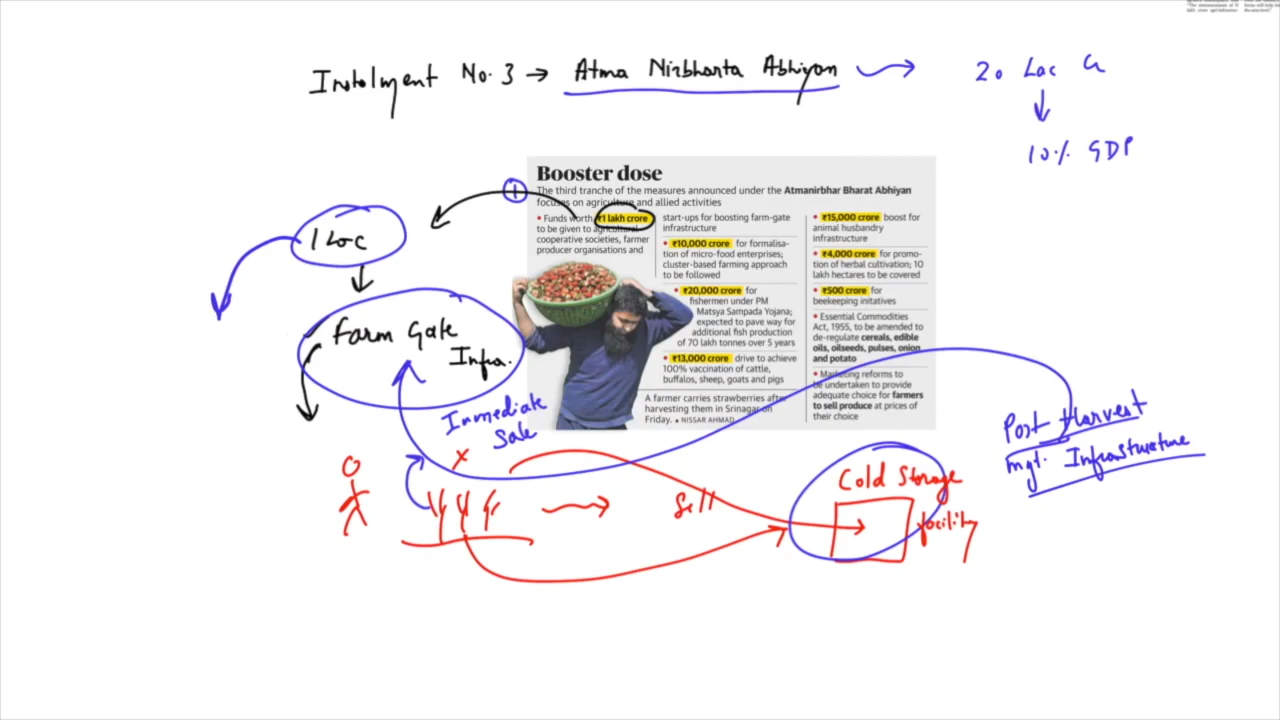 Instalment No. 3 → Atma Nirbharta Abhiyan
20 Lac Cr
↓
10% GDP
Booster dose
The third tranche of the measures announced under the Atmanirbhar Bharat Abhiyan
focuses on agriculture and allied activities
1
• Funds worth ₹1 lakh crore
to be given to agricultural
cooperative societies, farmer
producer organisations and
start-ups for boosting farm-gate
infrastructure
• ₹10,000 crore for formalisa-
tion of micro-food enterprises;
cluster-based farming approach
to be followed
• ₹20,000 crore for
fishermen under PM
Matsya Sampada Yojana;
expected to pave way for
additional fish production
of 70 lakh tonnes over 5 years
• ₹13,000 crore drive to achieve
100% vaccination of cattle,
buffalos, sheep, goats and pigs
A farmer carries strawberries after
harvesting them in Srinagar on
Friday. • NISSAR AHMAD
• ₹15,000 crore boost for
animal husbandry
infrastructure
• ₹4,000 crore for promo-
tion of herbal cultivation; 10
lakh hectares to be covered
• ₹500 crore for
beekeeping initatives
• Essential Commodities
Act, 1955, to be amended to
de-regulate cereals, edible
oils, oilseeds, pulses, onion
and potato
• Marketing reforms to
be undertaken to provide
adequate choice for farmers
to sell produce at prices of
their choice
1 Lac
Farm Gate
Infra.
Immediate
Sale
Post Harvest
mgt. Infrastructure
Sell
Cold Storage
facility